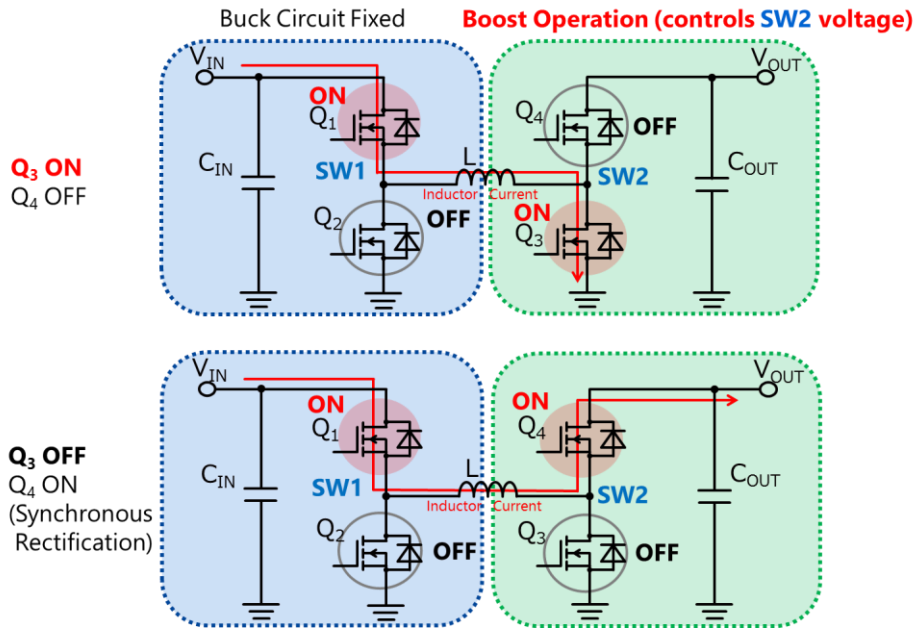 Buck Circuit Fixed
Boost Operation (controls SW2 voltage)
VIN
VOUT
ON
Q1
Q4
OFF
CIN
SW1
L
SW2
COUT
Q3 ON
Q4 OFF
Inductor Current
Q2
OFF
ON
Q3
VIN
VOUT
ON
Q1
ON
Q4
Q3 OFF
Q4 ON
(Synchronous
Rectification)
CIN
SW1
L
SW2
COUT
Inductor Current
Q2
OFF
Q3
OFF